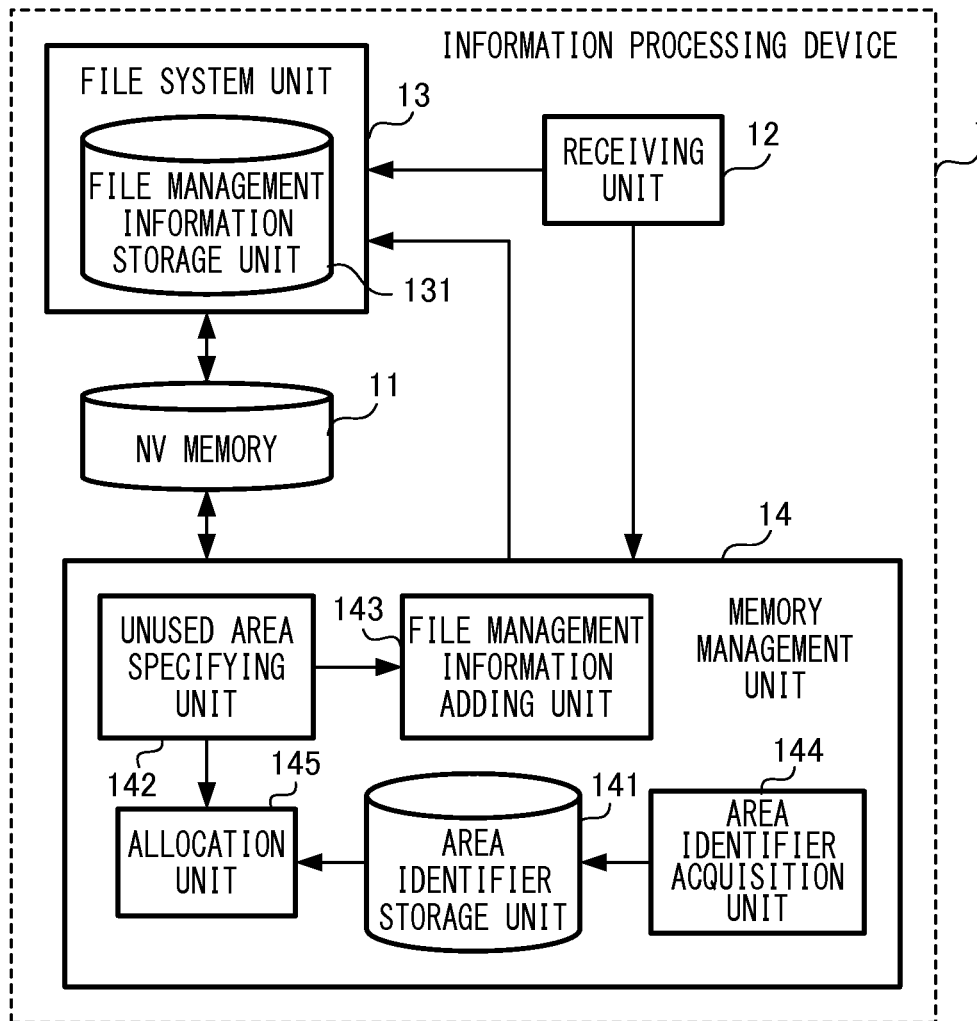 INFORMATION PROCESSING DEVICE
FILE SYSTEM UNIT
13
FILE MANAGEMENT
INFORMATION
STORAGE UNIT
131
RECEIVING
UNIT
12
11
NV MEMORY
14
MEMORY
MANAGEMENT
UNIT
UNUSED AREA
SPECIFYING
UNIT
142
143
FILE MANAGEMENT
INFORMATION
ADDING UNIT
145
ALLOCATION
UNIT
141
AREA
IDENTIFIER
STORAGE UNIT
144
AREA
IDENTIFIER
ACQUISITION
UNIT